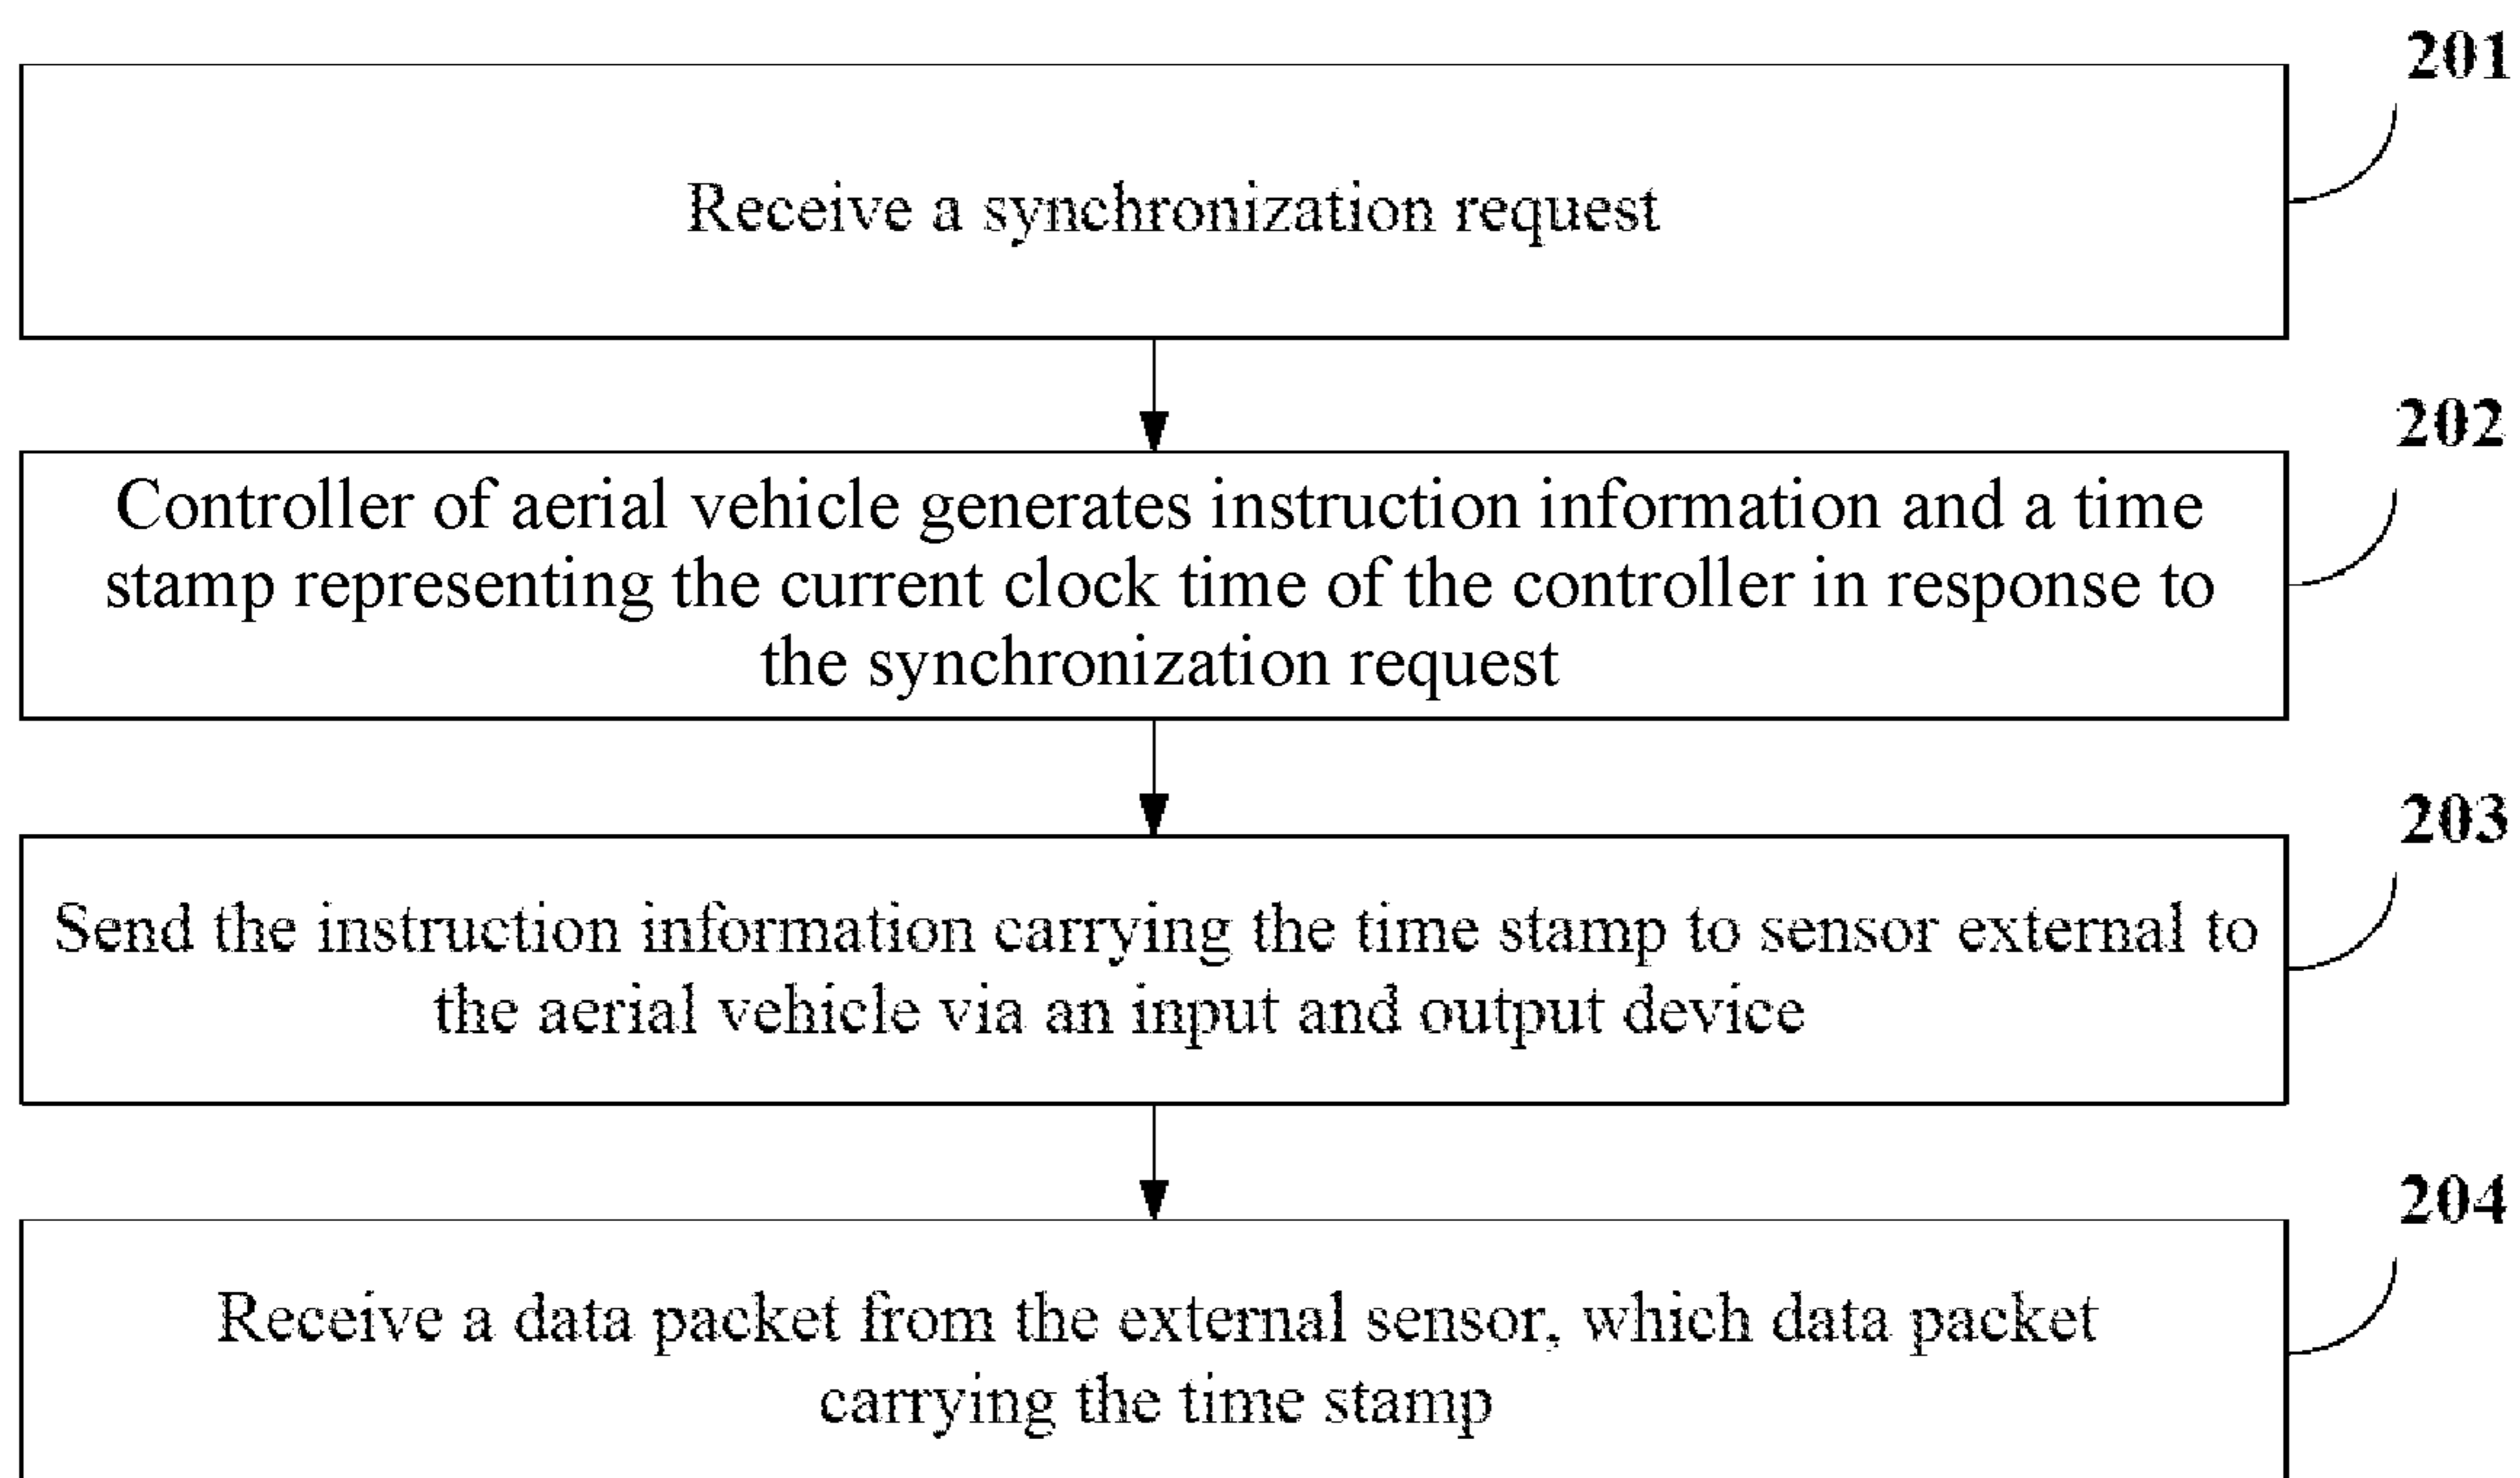 201
Receive a synchronization request
202
Controller of aerial vehicle generates instruction information and a time
stamp representing the current clock time of the controller in response to
the synchronization request
203
Send the instruction information carrying the time stamp to sensor external to
the aerial vehicle via an input and output device
204
Receive a data packet from the external sensor, which data packet
carrying the time stamp